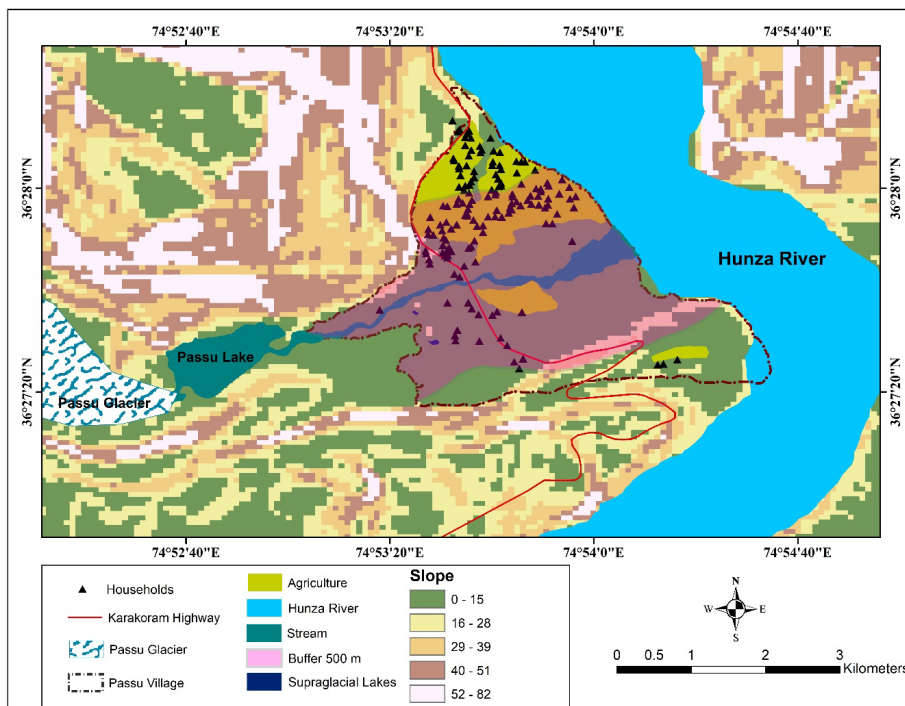 74°52'40"E 74°53'20"E 74°54'0"E 74°54'40"E
36°28'0"N 36°28'0"N
Hunza River
Passu Lake
Passu Glacier
36°27'20"N 36°27'20"N
74°52'40"E 74°53'20"E 74°54'0"E 74°54'40"E
Households
Karakoram Highway
Passu Glacier
Passu Village
Agriculture
Hunza River
Stream
Buffer 500 m
Supraglacial Lakes
Slope
0 - 15
16 - 28
29 - 39
40 - 51
52 - 82
N
W E
S
0 0.5 1 2 3
Kilometers